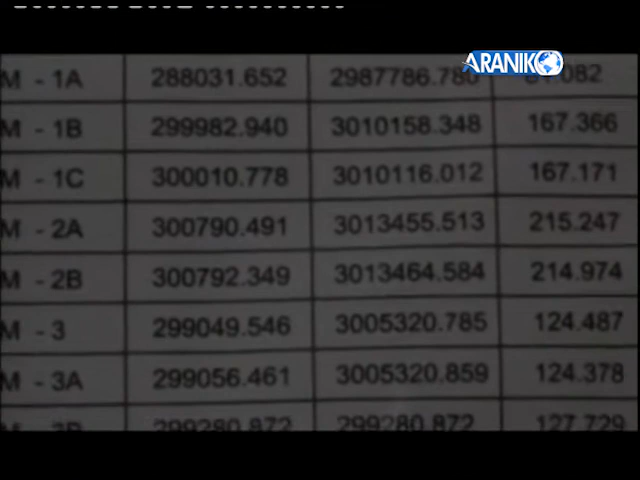 ARANIKO
M - 1A 288031.652 2987786.780 81.082
M - 1B 299982.940 3010158.348 167.366
M - 1C 300010.778 3010116.012 167.171
M - 2A 300790.491 3013455.513 215.247
M - 2B 300792.349 3013464.584 214.974
M - 3 299049.546 3005320.785 124.487
M - 3A 299056.461 3005320.859 124.378
M - 3B 299280.872 299280.872 127.729